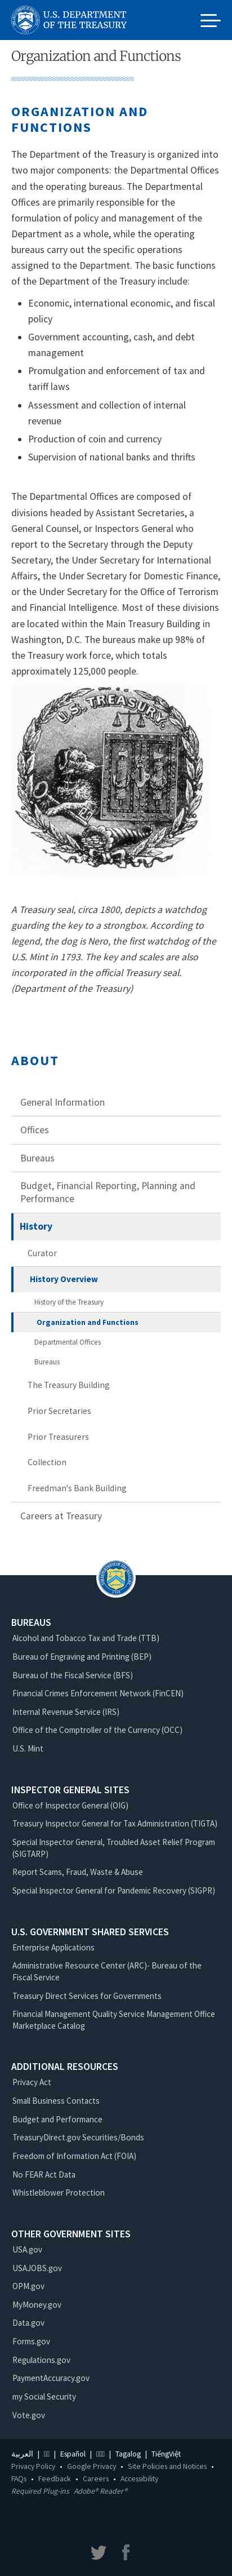 U.S. DEPARTMENT
OF THE TREASURY
Organization and Functions
ORGANIZATION AND
FUNCTIONS
The Department of the Treasury is organized into
two major components: the Departmental Offices
and the operating bureaus. The Departmental
Offices are primarily responsible for the
formulation of policy and management of the
Department as a whole, while the operating
bureaus carry out the specific operations
assigned to the Department. The basic functions
of the Department of the Treasury include:
• Economic, international economic, and fiscal
policy
• Government accounting, cash, and debt
management
• Promulgation and enforcement of tax and
tariff laws
• Assessment and collection of internal
revenue
• Production of coin and currency
• Supervision of national banks and thrifts
The Departmental Offices are composed of
divisions headed by Assistant Secretaries, a
General Counsel, or Inspectors General who
report to the Secretary through the Deputy
Secretary, the Under Secretary for International
Affairs, the Under Secretary for Domestic Finance,
or the Under Secretary for the Office of Terrorism
and Financial Intelligence. Most of these divisions
are located within the Main Treasury Building in
Washington, D.C. The bureaus make up 98% of
the Treasury work force, which totals
approximately 125,000 people.
U.S. TREASURY
A Treasury seal, circa 1800, depicts a watchdog
guarding the key to a strongbox. According to
legend, the dog is Nero, the first watchdog of the
U.S. Mint in 1793. The key and scales are also
incorporated in the official Treasury seal.
(Department of the Treasury)
ABOUT
General Information
Offices
Bureaus
Budget, Financial Reporting, Planning and
Performance
History
Curator
History Overview
History of the Treasury
Organization and Functions
Departmental Offices
Bureaus
The Treasury Building
Prior Secretaries
Prior Treasurers
Collection
Freedman's Bank Building
Careers at Treasury
BUREAUS
Alcohol and Tobacco Tax and Trade (TTB)
Bureau of Engraving and Printing (BEP)
Bureau of the Fiscal Service (BFS)
Financial Crimes Enforcement Network (FinCEN)
Internal Revenue Service (IRS)
Office of the Comptroller of the Currency (OCC)
U.S. Mint
INSPECTOR GENERAL SITES
Office of Inspector General (OIG)
Treasury Inspector General for Tax Administration (TIGTA)
Special Inspector General, Troubled Asset Relief Program
(SIGTARP)
Report Scams, Fraud, Waste & Abuse
Special Inspector General for Pandemic Recovery (SIGPR)
U.S. GOVERNMENT SHARED SERVICES
Enterprise Applications
Administrative Resource Center (ARC)- Bureau of the
Fiscal Service
Treasury Direct Services for Governments
Financial Management Quality Service Management Office
Marketplace Catalog
ADDITIONAL RESOURCES
Privacy Act
Small Business Contacts
Budget and Performance
TreasuryDirect.gov Securities/Bonds
Freedom of Information Act (FOIA)
No FEAR Act Data
Whistleblower Protection
OTHER GOVERNMENT SITES
USA.gov
USAJOBS.gov
OPM.gov
MyMoney.gov
Data.gov
Forms.gov
Regulations.gov
PaymentAccuracy.gov
my Social Security
Vote.gov
العربية | | Español | | Tagalog | TiếngViệt
Privacy Policy • Google Privacy • Site Policies and Notices •
FAQs • Feedback • Careers • Accessibility
Required Plug-ins Adobe® Reader®